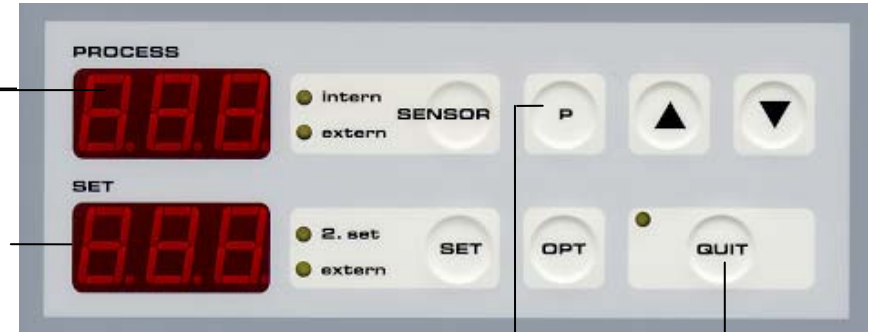 PROCESS
intern
SENSOR
extern
P
▲
▼
SET
2. set
SET
extern
OPT
QUIT